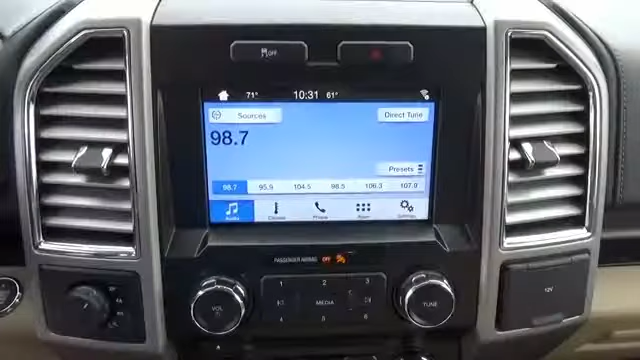 OFF
71° 10:31 61°
Sources Direct Tune
98.7
Presets
98.7 95.9 104.5 98.5 106.3 107.9
Audio Climate Phone Apps Settings
PASSENGER AIRBAG OFF
1 2 3
VOL MEDIA TUNE
4 5 6
12V